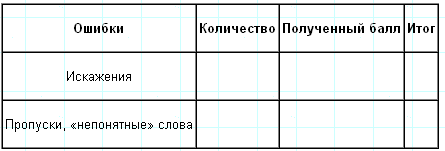 Ошибки Количество Полученный балл Итог
Искажения
Пропуски, «непонятные» слова